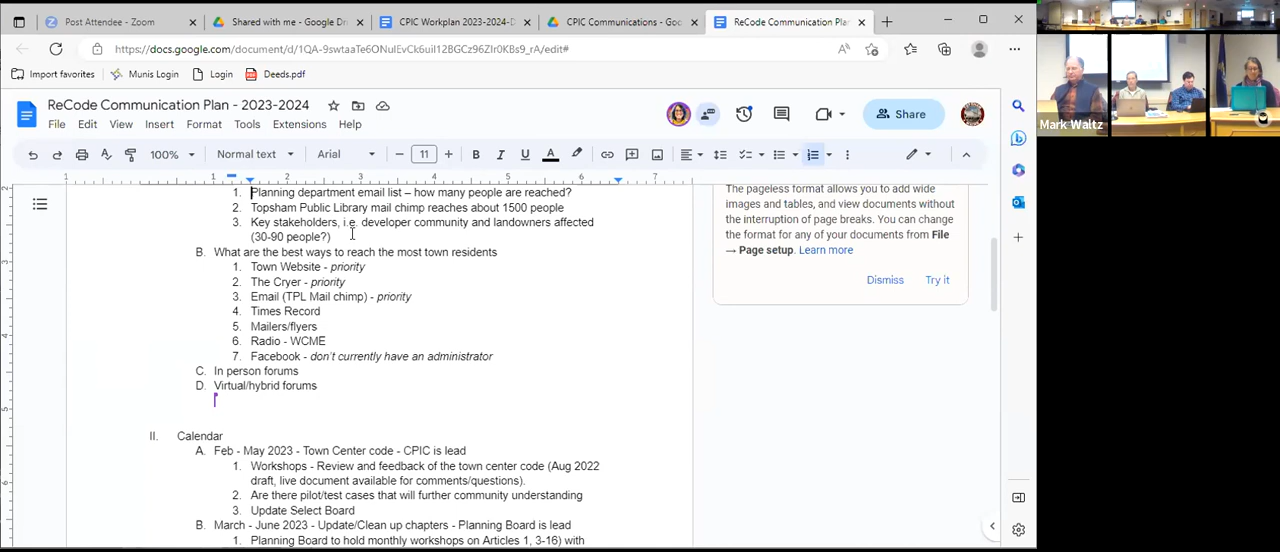 Post Attendee - Zoom
Shared with me - Google Dri
CPIC Workplan 2023-2024-D
CPIC Communications - Goo
ReCode Communication Plan
https://docs.google.com/document/d/1QA-9swtaaTe6ONulEvCk6uiI12BGCz96ZIr0KBs9_rA/edit#
Import favorites
Munis Login
Login
PDF
Deeds.pdf
ReCode Communication Plan - 2023-2024
File Edit View Insert Format Tools Extensions Help
Share
100% Normal text Arial 11 B I U A
1. Planning department email list – how many people are reached?
2. Topsham Public Library mail chimp reaches about 1500 people
3. Key stakeholders, i.e. developer community and landowners affected
(30-90 people?)
B. What are the best ways to reach the most town residents
1. Town Website - priority
2. The Cryer - priority
3. Email (TPL Mail chimp) - priority
4. Times Record
5. Mailers/flyers
6. Radio - WCME
7. Facebook - don't currently have an administrator
C. In person forums
D. Virtual/hybrid forums
II. Calendar
A. Feb - May 2023 - Town Center code - CPIC is lead
1. Workshops - Review and feedback of the town center code (Aug 2022
draft, live document available for comments/questions).
2. Are there pilot/test cases that will further community understanding
3. Update Select Board
B. March - June 2023 - Update/Clean up chapters - Planning Board is lead
1. Planning Board to hold monthly workshops on Articles 1, 3-16) with
The pageless format allows you to add wide
images and tables, and view documents
without the interruption of page breaks. You can
change the format for any of your documents from File
→ Page setup. Learn more
Dismiss Try it
Mark Waltz